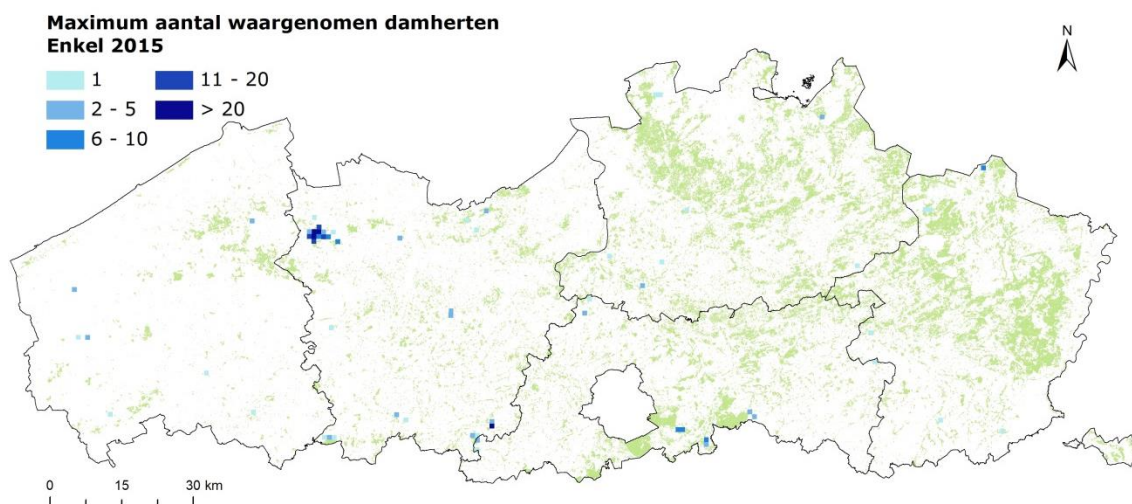 Maximum aantal waargenomen damherten
Enkel 2015
1
11 - 20
2 - 5
> 20
6 - 10
N
0 15 30 km